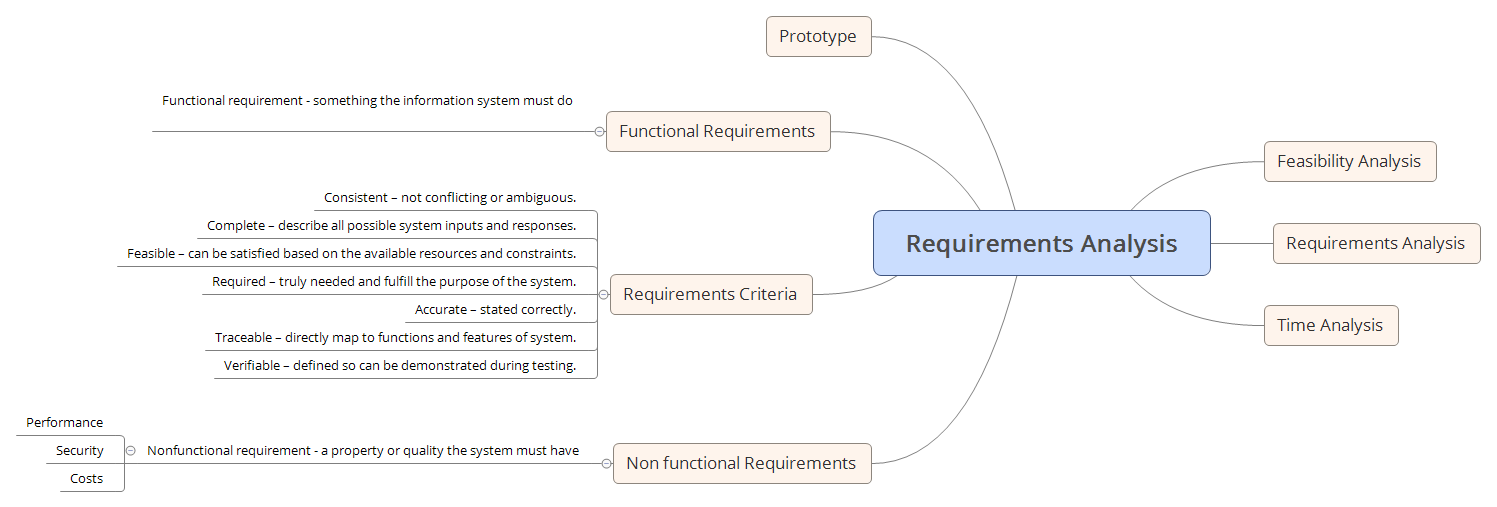 Prototype
Functional requirement - something the information system must do
Functional Requirements
Consistent – not conflicting or ambiguous.
Complete – describe all possible system inputs and responses.
Feasible – can be satisfied based on the available resources and constraints.
Required – truly needed and fulfill the purpose of the system.
Accurate – stated correctly.
Traceable – directly map to functions and features of system.
Verifiable – defined so can be demonstrated during testing.
Requirements Criteria
Performance
Security
Costs
Nonfunctional requirement - a property or quality the system must have
Non functional Requirements
Requirements Analysis
Feasibility Analysis
Requirements Analysis
Time Analysis